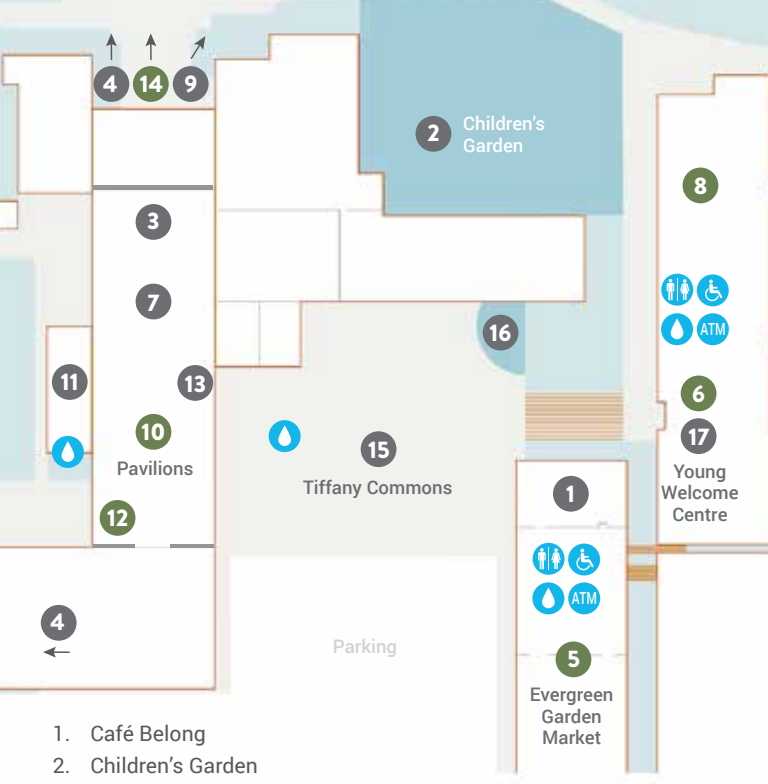 4 14 9
2 Children's
Garden
8
3
7
16
ATM
11
13
6
10
15
17
Pavilions
Tiffany Commons
Young
Welcome
Centre
1
12
ATM
4
Parking
5
Evergreen
Garden
Market
1. Café Belong
2. Children's Garden